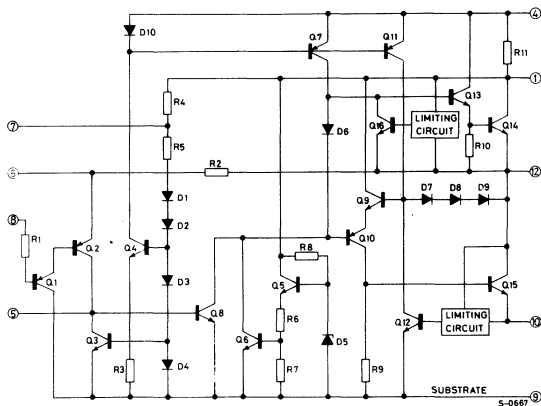 D10
Q7
Q11
4
R11
1
R4
Q13
7
Q16
LIMITING
CIRCUIT
Q14
R5
D6
R10
6
R2
12
D1
D7 D8 D9
8
Q9
D2
R1
Q2
Q4
Q10
R8
Q1
D3
Q5
Q15
5
Q8
R6
Q12
LIMITING
CIRCUIT
10
Q3
Q6
D5
R3
D4
R7
R9
SUBSTRATE
9
S-0667